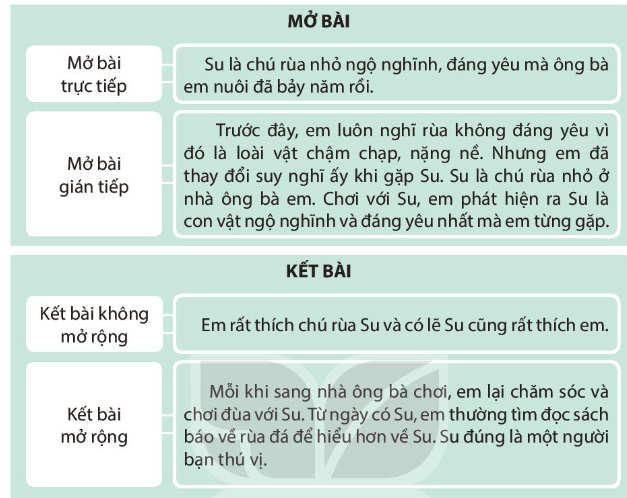 MỞ BÀI
Mở bài
trực tiếp
Su là chú rùa nhỏ ngộ nghĩnh, đáng yêu mà ông bà
em nuôi đã bảy năm rồi.
Mở bài
gián tiếp
Trước đây, em luôn nghĩ rùa không đáng yêu vì
đó là loài vật chậm chạp, nặng nề. Nhưng em đã
thay đổi suy nghĩ ấy khi gặp Su. Su là chú rùa nhỏ ở
nhà ông bà em. Chơi với Su, em phát hiện ra Su là
con vật ngộ nghĩnh và đáng yêu nhất mà em từng gặp.
KẾT BÀI
Kết bài không
mở rộng
Em rất thích chú rùa Su và có lẽ Su cũng rất thích em.
Kết bài
mở rộng
Mỗi khi sang nhà ông bà chơi, em lại chăm sóc và
chơi đùa với Su. Từ ngày có Su, em thường tìm đọc sách
báo về rùa đá để hiểu hơn về Su. Su đúng là một người
bạn thú vị.